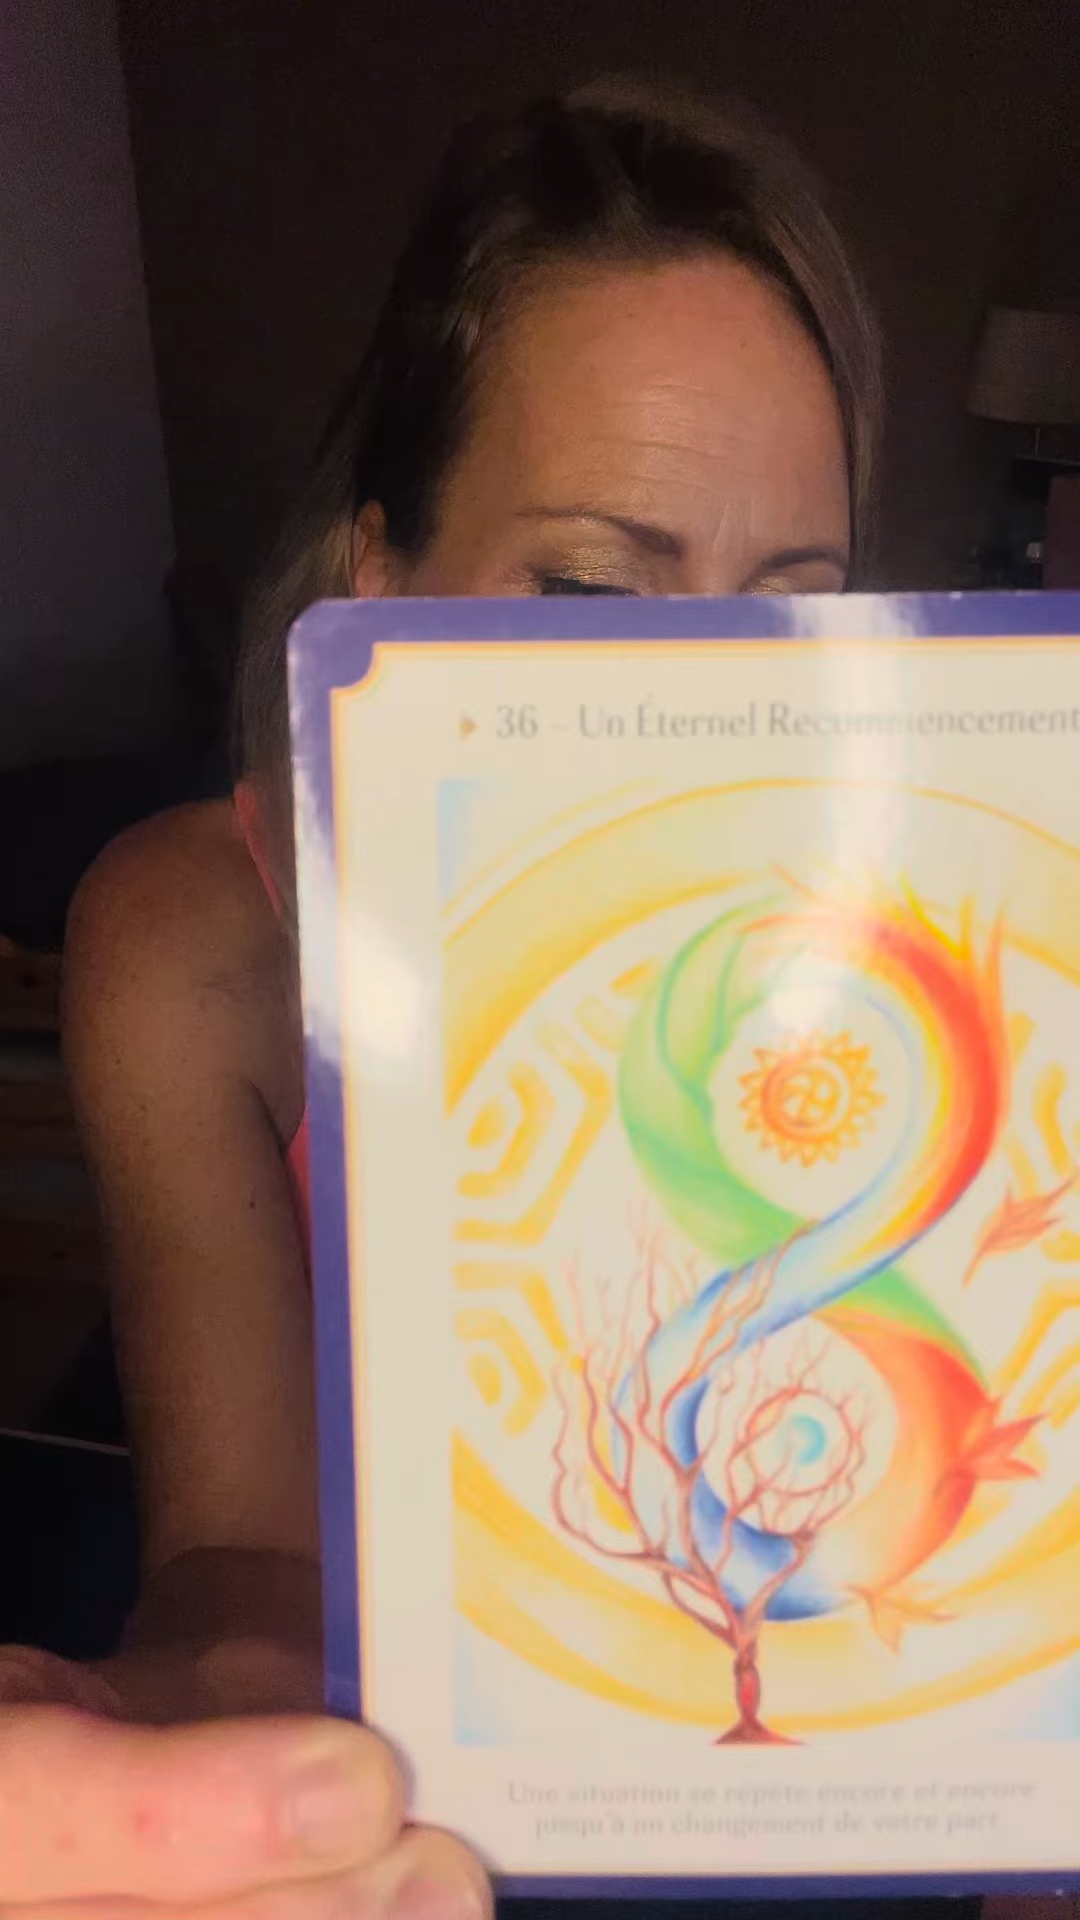 36 – Un Éternel Recommencement
Une situation se répète encore et encore
jusqu'à un changement de votre part.